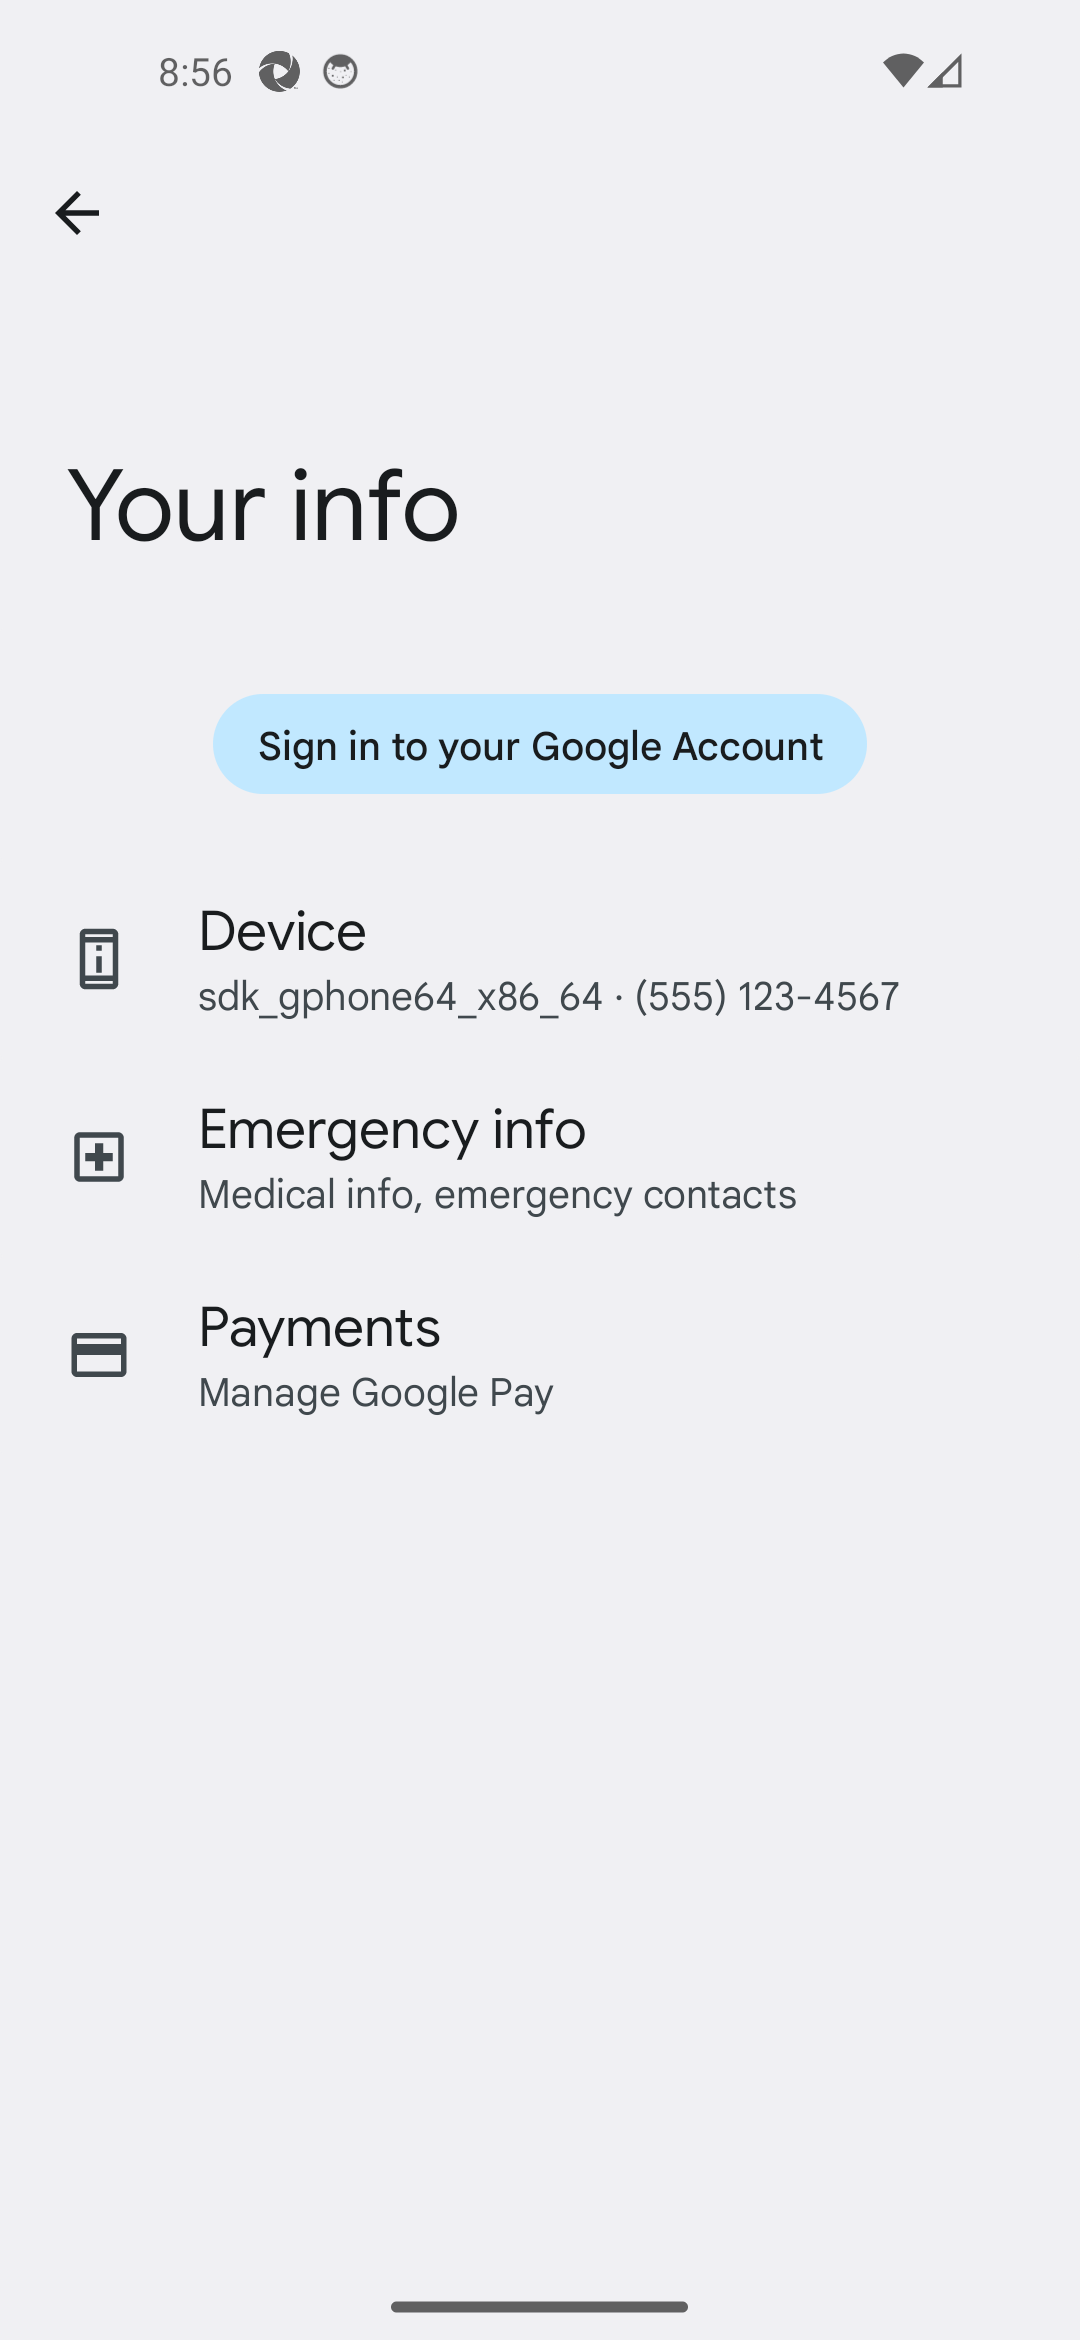 8:56
Your info
Sign in to your Google Account
Device
sdk_gphone64_x86_64 · (555) 123-4567
Emergency info
Medical info, emergency contacts
Payments
Manage Google Pay